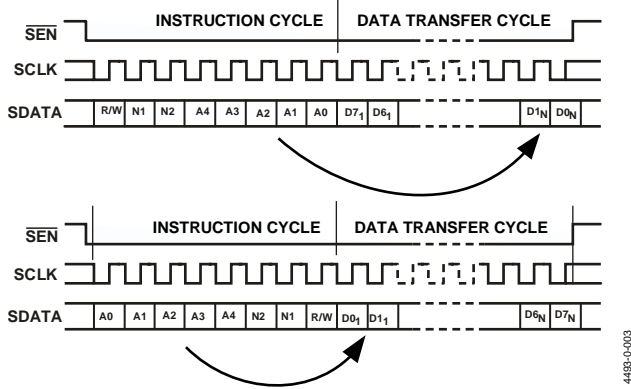 INSTRUCTION CYCLE DATA TRANSFER CYCLE
SEN
SCLK
SDATA R/W N1 N2 A4 A3 A2 A1 A0 D7₁ D6₁ D1N D0N
INSTRUCTION CYCLE DATA TRANSFER CYCLE
SEN
SCLK
SDATA A0 A1 A2 A3 A4 N2 N1 R/W D0₁ D1₁ D6N D7N
4493-0-003